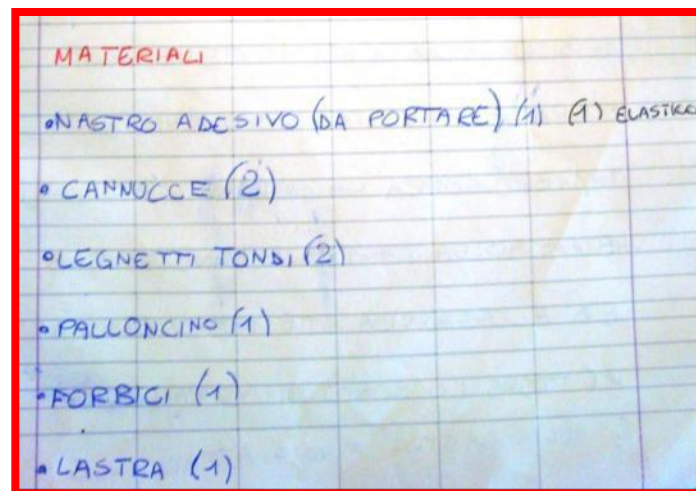 MATERIALI
•NASTRO ADESIVO (DA PORTARE) (1) (1) ELASTICO
• CANNUCCE (2)
•LEGNETTI TONDI (2)
• PALLONCINO (1)
•FORBICI (1)
• LASTRA (1)